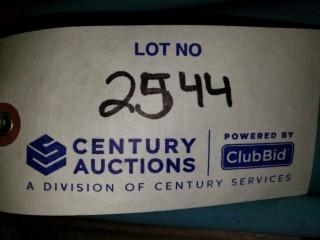 LOT NO
2544
CENTURY AUCTIONS
POWERED BY
ClubBid
A DIVISION OF CENTURY SERVICES